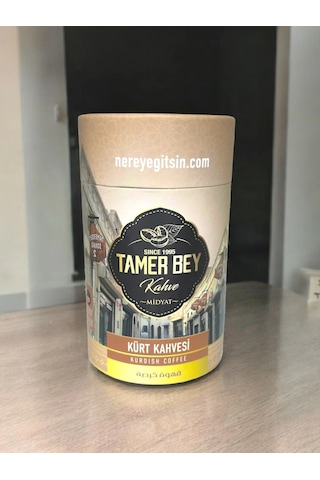 nereyegitsin.com
SINCE 1995
TAMER BEY
Kahve
MİDYAT
KÜRT KAHVESİ
KURDISH COFFEE
قهوة كردية